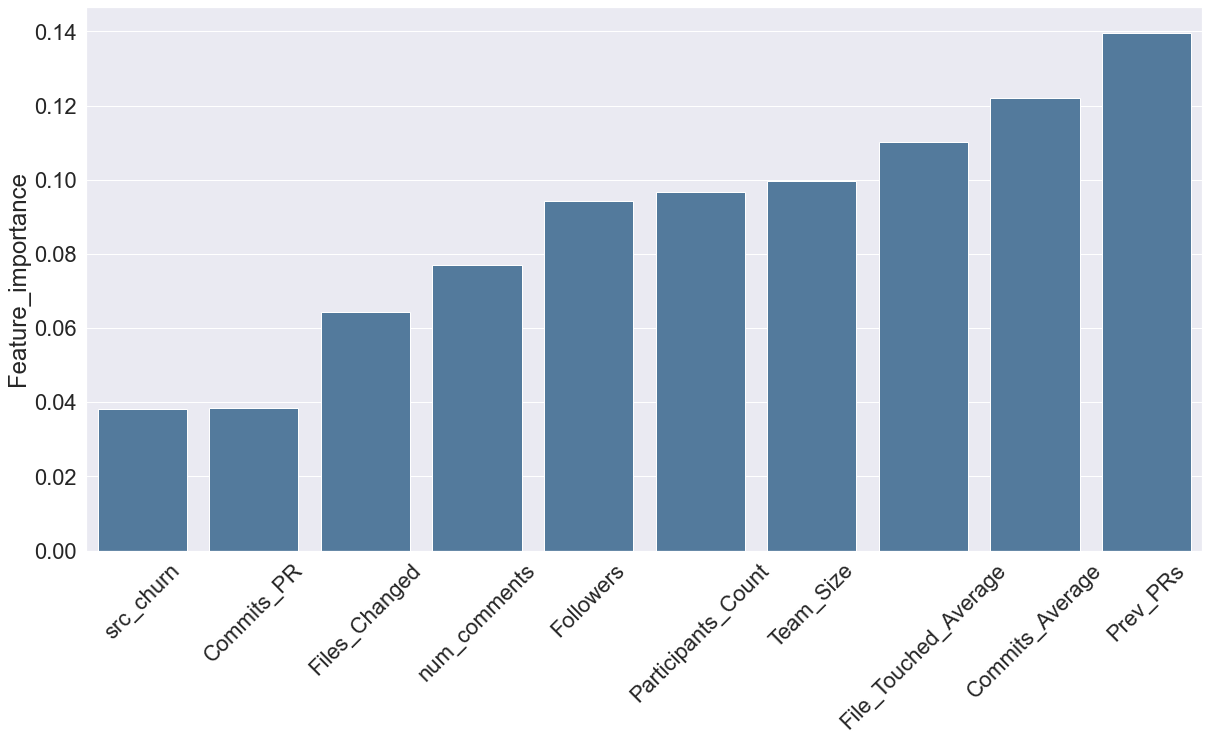 0.14
0.12
0.10
0.08
0.06
0.04
0.02
0.00
Feature_importance
src_churn
Commits_PR
Files_Changed
num_comments
Followers
Participants_Count
Team_Size
File_Touched_Average
Commits_Average
Prev_PRs